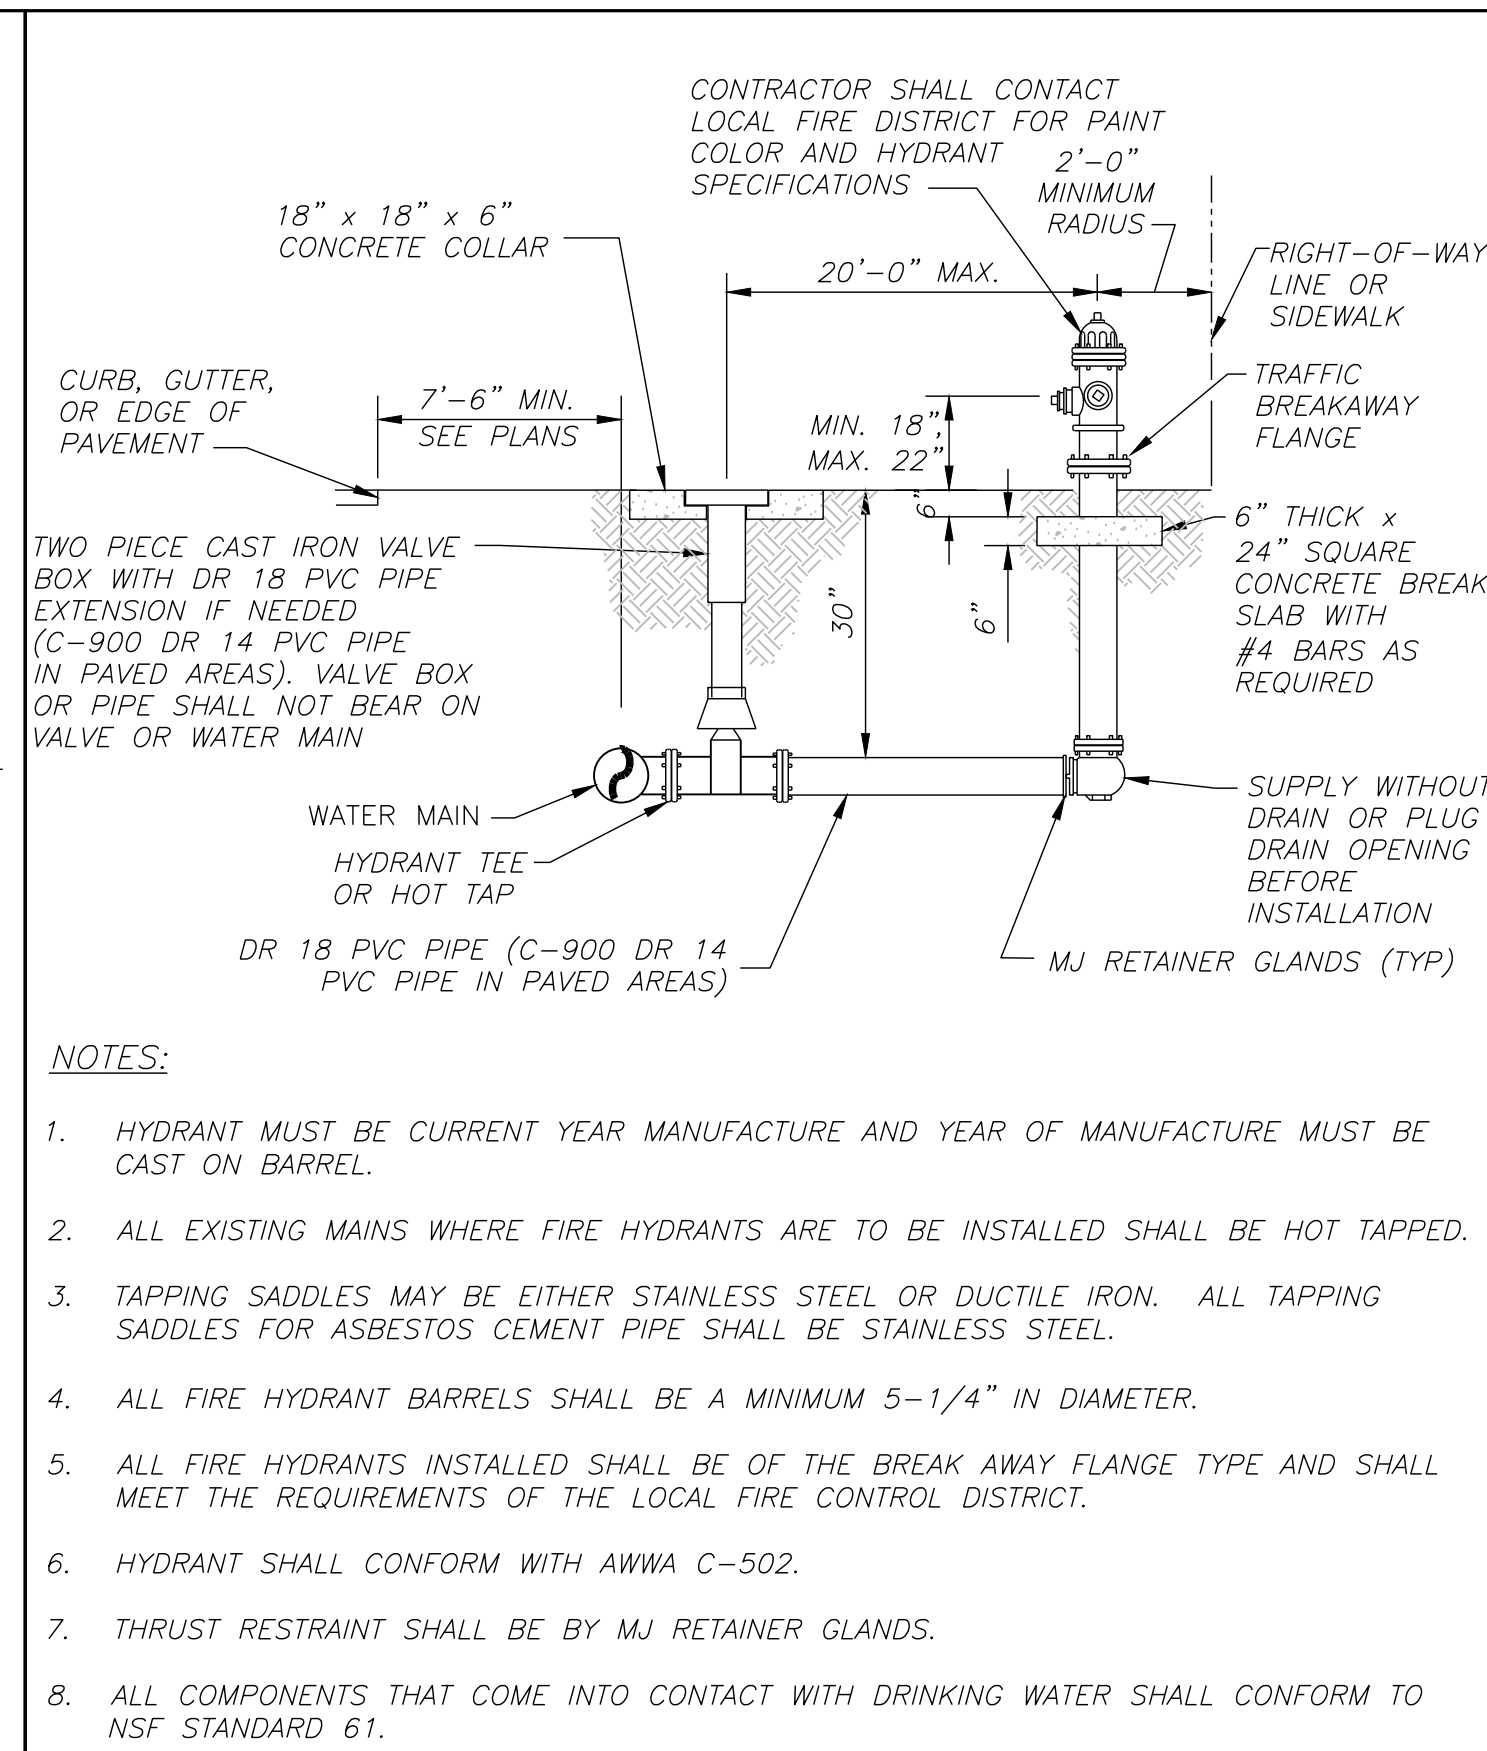 CONTRACTOR SHALL CONTACT
LOCAL FIRE DISTRICT FOR PAINT
COLOR AND HYDRANT
SPECIFICATIONS
2'-0"
MINIMUM
RADIUS
18" x 18" x 6"
CONCRETE COLLAR
20'-0" MAX.
RIGHT-OF-WAY
LINE OR
SIDEWALK
CURB, GUTTER,
OR EDGE OF
PAVEMENT
7'-6" MIN.
SEE PLANS
MIN. 18",
MAX. 22"
TRAFFIC
BREAKAWAY
FLANGE
6"
6"
30"
6" THICK x
24" SQUARE
CONCRETE BREAK
SLAB WITH
#4 BARS AS
REQUIRED
TWO PIECE CAST IRON VALVE
BOX WITH DR 18 PVC PIPE
EXTENSION IF NEEDED
(C-900 DR 14 PVC PIPE
IN PAVED AREAS). VALVE BOX
OR PIPE SHALL NOT BEAR ON
VALVE OR WATER MAIN
WATER MAIN
HYDRANT TEE
OR HOT TAP
DR 18 PVC PIPE (C-900 DR 14
PVC PIPE IN PAVED AREAS)
SUPPLY WITHOUT
DRAIN OR PLUG
DRAIN OPENING
BEFORE
INSTALLATION
MJ RETAINER GLANDS (TYP)
NOTES:
1. HYDRANT MUST BE CURRENT YEAR MANUFACTURE AND YEAR OF MANUFACTURE MUST BE
CAST ON BARREL.
2. ALL EXISTING MAINS WHERE FIRE HYDRANTS ARE TO BE INSTALLED SHALL BE HOT TAPPED.
3. TAPPING SADDLES MAY BE EITHER STAINLESS STEEL OR DUCTILE IRON. ALL TAPPING
SADDLES FOR ASBESTOS CEMENT PIPE SHALL BE STAINLESS STEEL.
4. ALL FIRE HYDRANT BARRELS SHALL BE A MINIMUM 5-1/4" IN DIAMETER.
5. ALL FIRE HYDRANTS INSTALLED SHALL BE OF THE BREAK AWAY FLANGE TYPE AND SHALL
MEET THE REQUIREMENTS OF THE LOCAL FIRE CONTROL DISTRICT.
6. HYDRANT SHALL CONFORM WITH AWWA C-502.
7. THRUST RESTRAINT SHALL BE BY MJ RETAINER GLANDS.
8. ALL COMPONENTS THAT COME INTO CONTACT WITH DRINKING WATER SHALL CONFORM TO
NSF STANDARD 61.